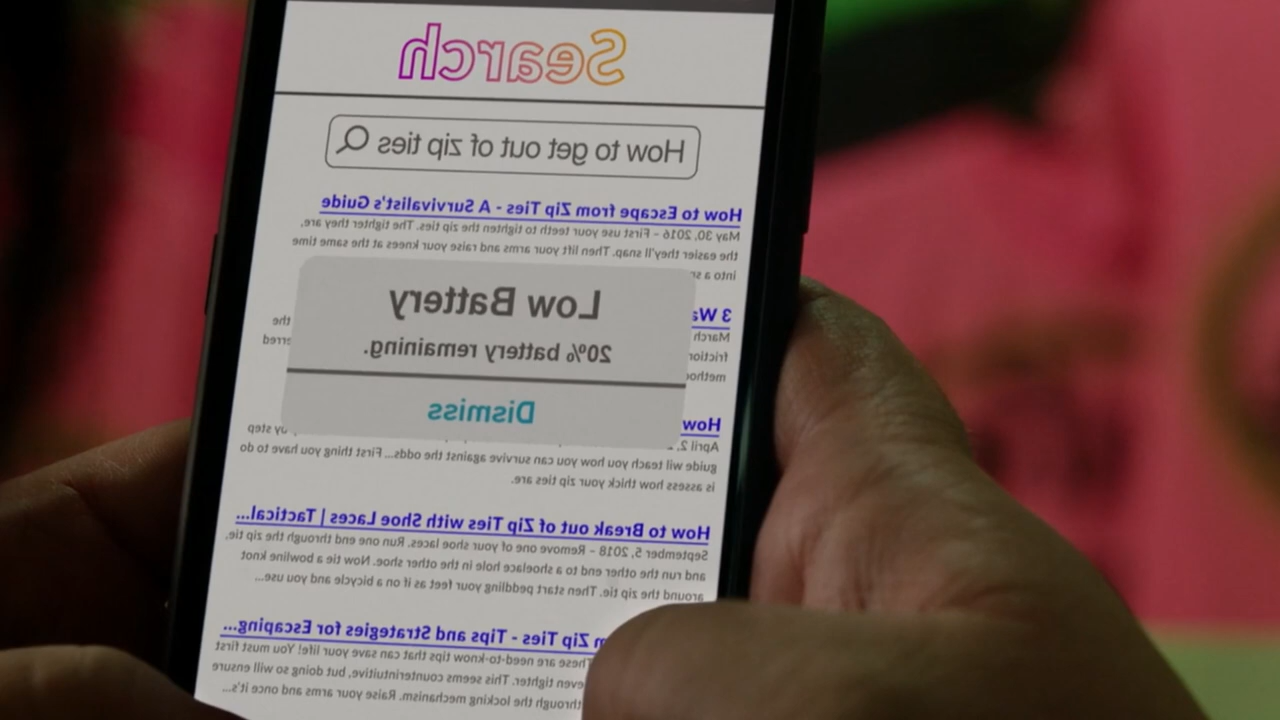 Search
How to get out of zip ties
How to Escape from Zip Ties - A Survivalist's Guide
May 30, 2016 - First use your teeth to tighten the zip ties. The tighter they are,
the easier they'll snap. Then lift your arms and raise your knees at the same time
into a
Low Battery
20% battery remaining.
Dismiss
3
the
March
friction
How
step
April 2,
guide wil teach you how you can survive against the odds... First thing you have to do
is assess how thick your zip ties are.
How to Break out of Zip Ties with Shoe Laces | Tactical...
September 5, 2018 - Remove one of your shoe laces. Run one end through the zip tie,
and run the other end to a shoelace hole in the other shoe. Now tie a bowline knot
around the zip tie. Then start peddling your feet as if on a bicycle and you use...
Zip Ties - Tips and Strategies for Escaping...
These are need-to-know tips that can save your life! You must first
even tighter. This seems counterintuitive, but doing so will ensure
through the locking mechanism. Raise your arms and once it's...